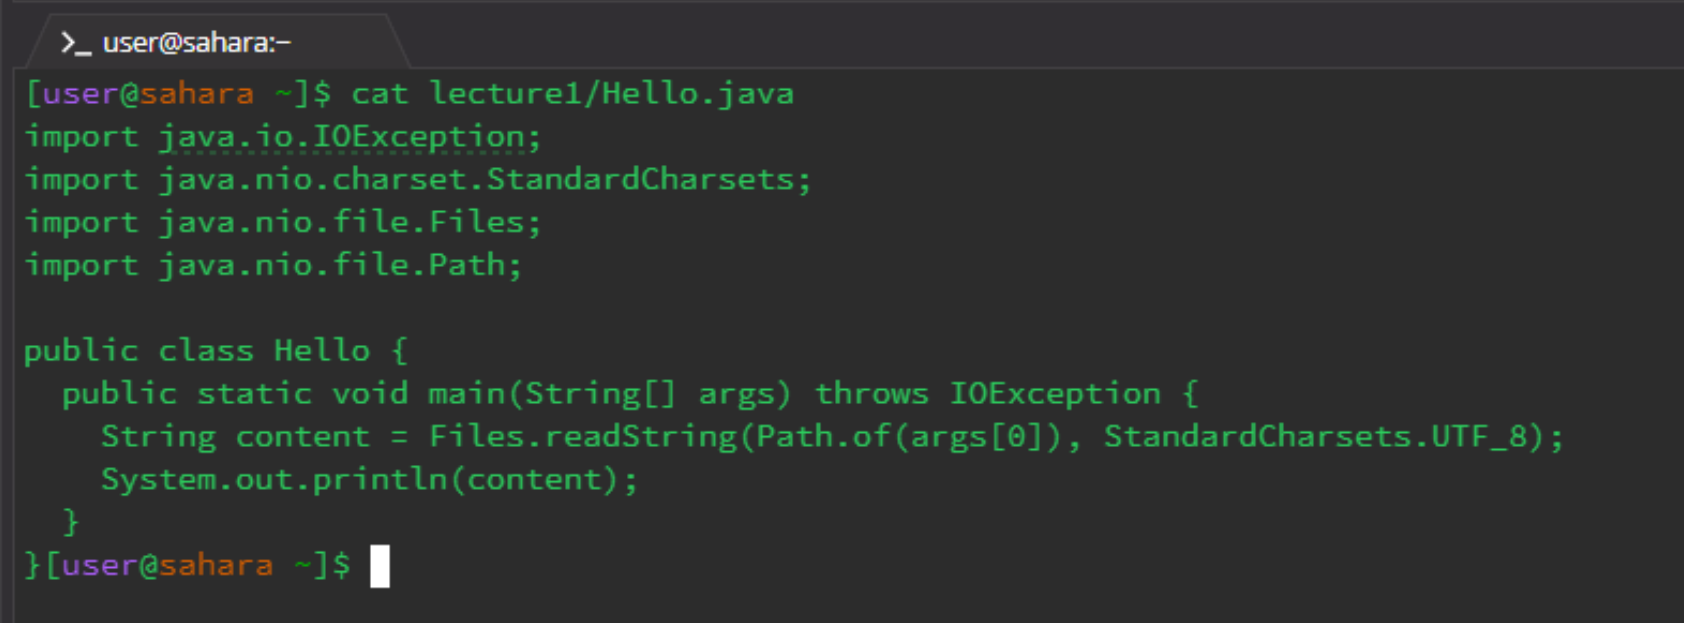 >_ user@sahara:~
[user@sahara ~]$ cat lecture1/Hello.java
import java.io.IOException;
import java.nio.charset.StandardCharsets;
import java.nio.file.Files;
import java.nio.file.Path;

public class Hello {
  public static void main(String[] args) throws IOException {
    String content = Files.readString(Path.of(args[0]), StandardCharsets.UTF_8);
    System.out.println(content);
  }
}[user@sahara ~]$